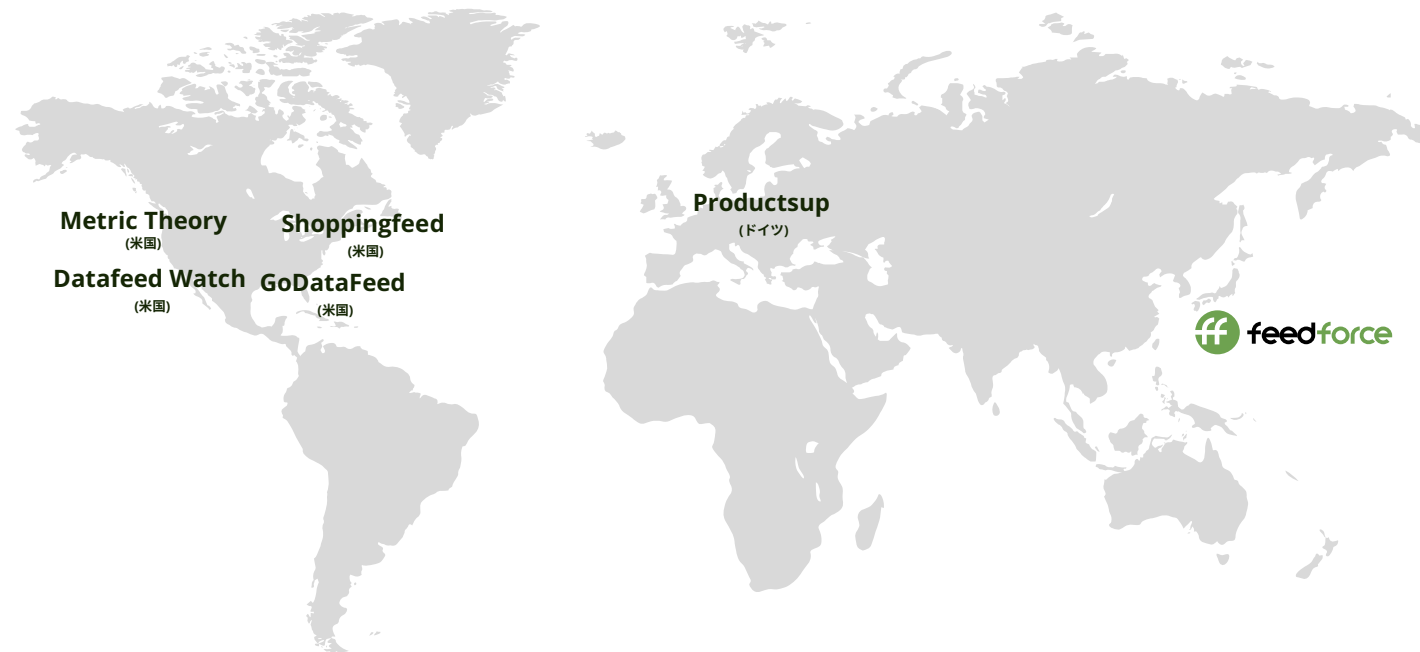 Metric Theory
(米国)
Shoppingfeed
(米国)
Datafeed Watch
(米国)
GoDataFeed
(米国)
Productsup
(ドイツ)
ff feedforce